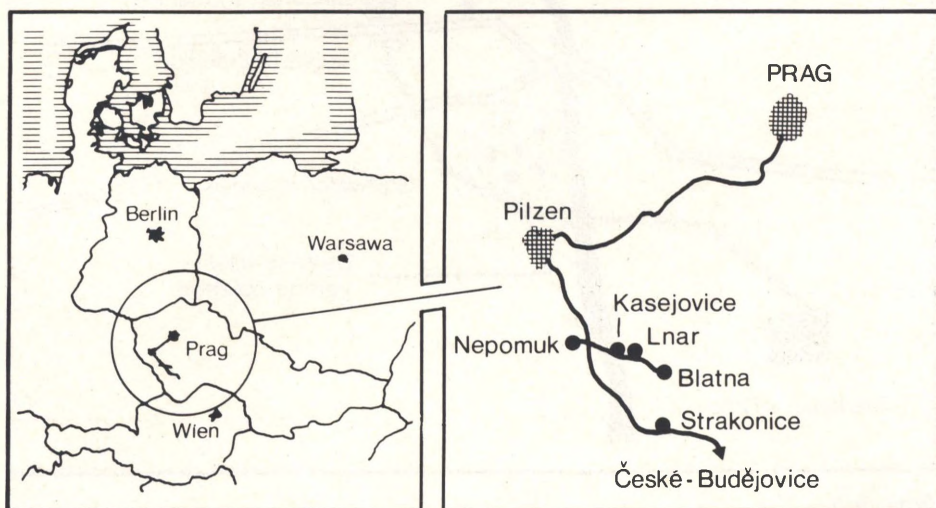 Berlin
Warsawa
Prag
Wien
PRAG
Pilzen
Kasejovice
Lnar
Nepomuk
Blatna
Strakonice
České-Budějovice